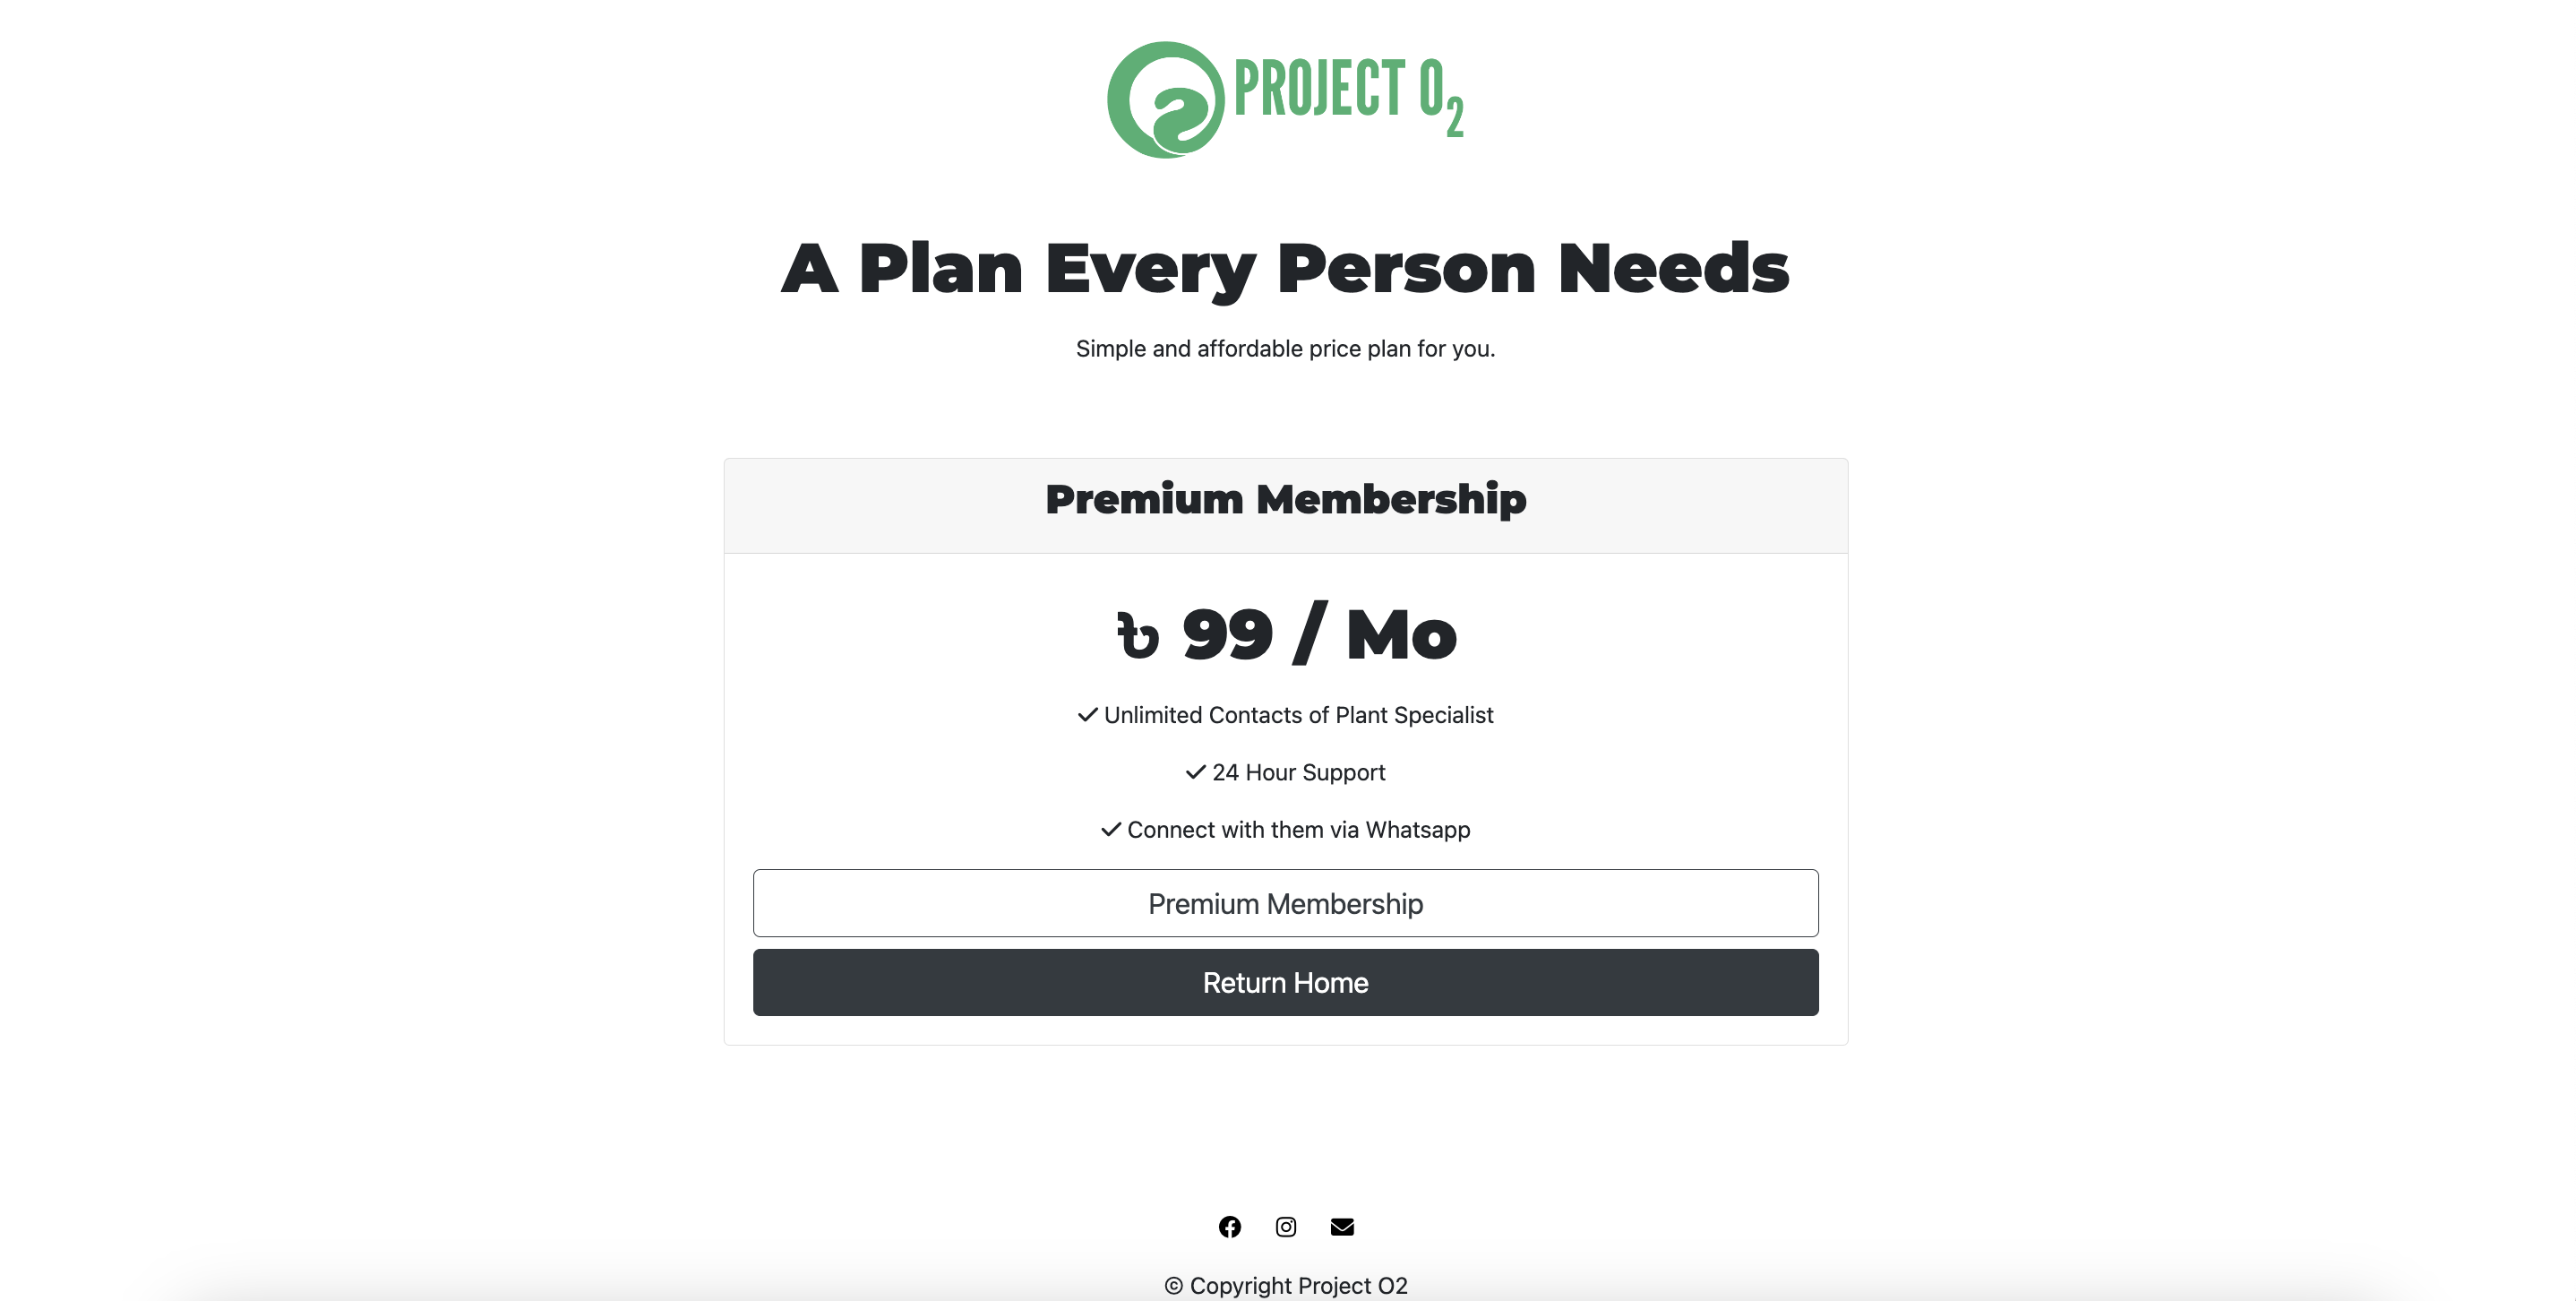 PROJECT O2
A Plan Every Person Needs
Simple and affordable price plan for you.
Premium Membership
৳ 99 / Mo
Unlimited Contacts of Plant Specialist
24 Hour Support
Connect with them via Whatsapp
Premium Membership
Return Home
© Copyright Project O2